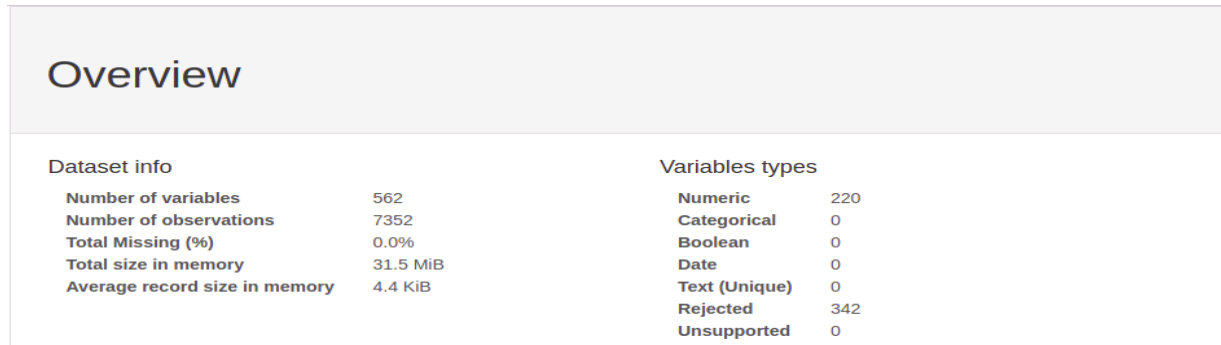 Overview
Dataset info
Number of variables 562
Number of observations 7352
Total Missing (%) 0.0%
Total size in memory 31.5 MiB
Average record size in memory 4.4 KiB
Variables types
Numeric 220
Categorical 0
Boolean 0
Date 0
Text (Unique) 0
Rejected 342
Unsupported 0